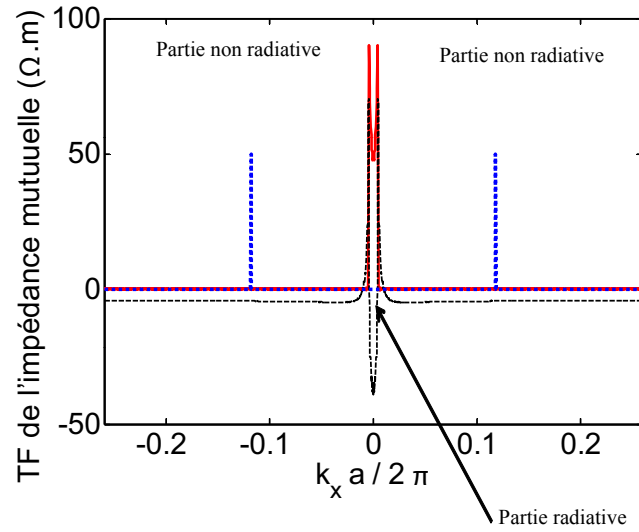 100
Partie non radiative
Partie non radiative
50
0
-50
TF de l'impédance mutuuelle (Ω.m)
-0.2
-0.1
0
0.1
0.2
k_x a / 2 π
Partie radiative